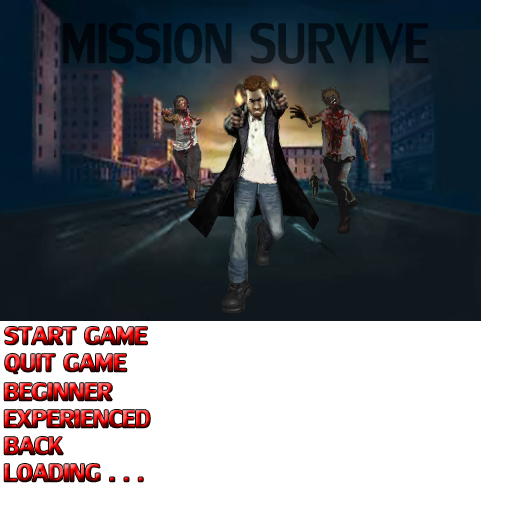 MISSION SURVIVE
START GAME
QUIT GAME
BEGINNER
EXPERIENCED
BACK
LOADING . . .